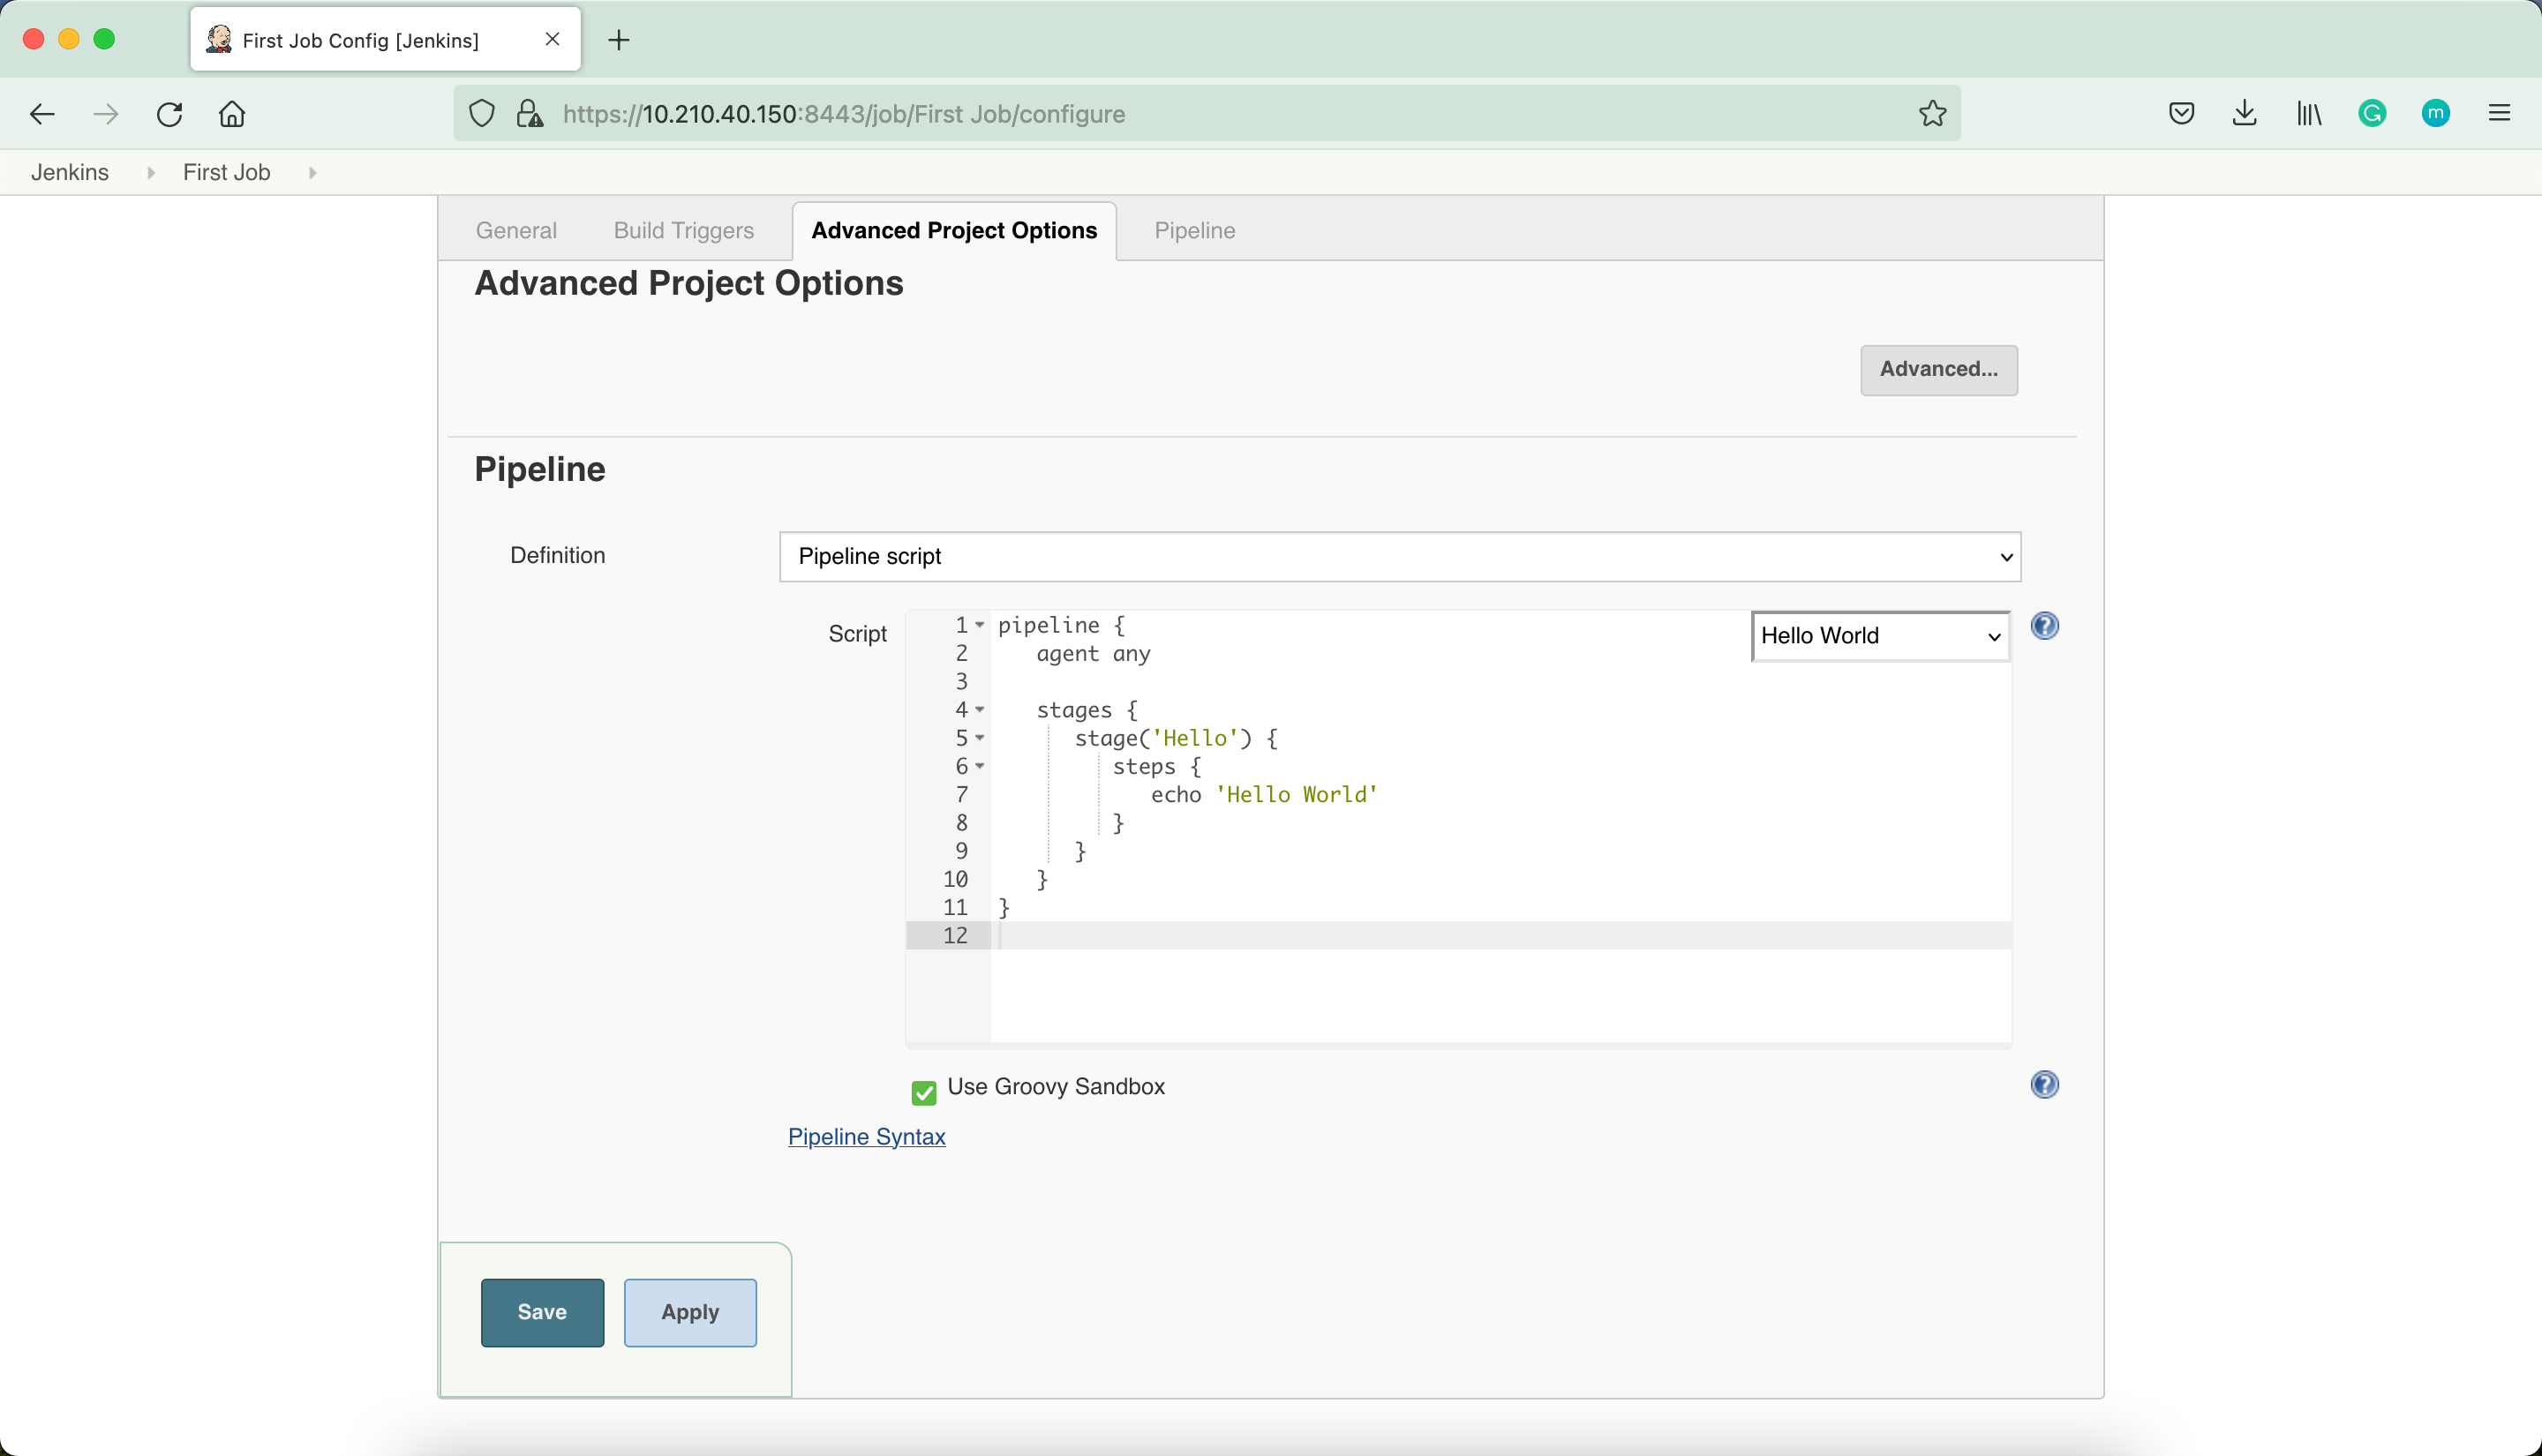 First Job Config [Jenkins]
https://10.210.40.150:8443/job/First Job/configure
m
Jenkins First Job
General Build Triggers Advanced Project Options Pipeline
Advanced Project Options
Advanced...
Pipeline
Definition Pipeline script
Script
Hello World
1 pipeline {
2 agent any
3
4 stages {
5 stage('Hello') {
6 steps {
7 echo 'Hello World'
8 }
9 }
10 }
11 }
12
Use Groovy Sandbox
Pipeline Syntax
Save Apply